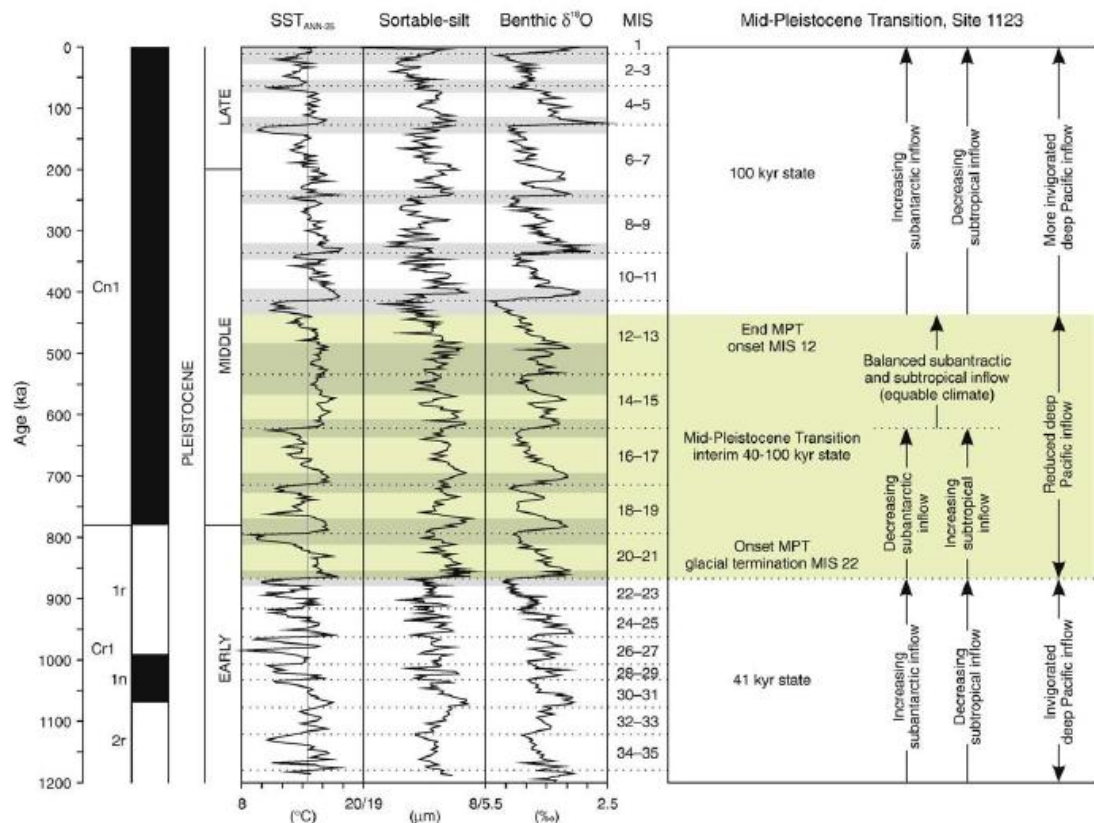 SST_ANN-25 Sortable-silt Benthic δ18O MIS Mid-Pleistocene Transition, Site 1123
Age (ka)
0
100
200
300
400
500
600
700
800
900
1000
1100
1200
Cn1
1r
Cr1
1n
2r
PLEISTOCENE
LATE
MIDDLE
EARLY
1
2–3
4–5
6–7
8–9
10–11
12–13
14–15
16–17
18–19
20–21
22–23
24–25
26–27
28–29
30–31
32–33
34–35
8 20/19 8/5.5 2.5
(°C) (μm) (‰)
100 kyr state
Increasing
subantarctic inflow
Decreasing
subtropical inflow
More invigorated
deep Pacific inflow
End MPT
onset MIS 12
Balanced subantractic
and subtropical inflow
(equable climate)
Mid-Pleistocene Transition
interim 40-100 kyr state
Decreasing
subantarctic
inflow
Increasing
subtropical inflow
Reduced deep
Pacific inflow
Onset MPT
glacial termination MIS 22
41 kyr state
Increasing
subantarctic inflow
Decreasing
subtropical inflow
Invigorated
deep Pacific inflow